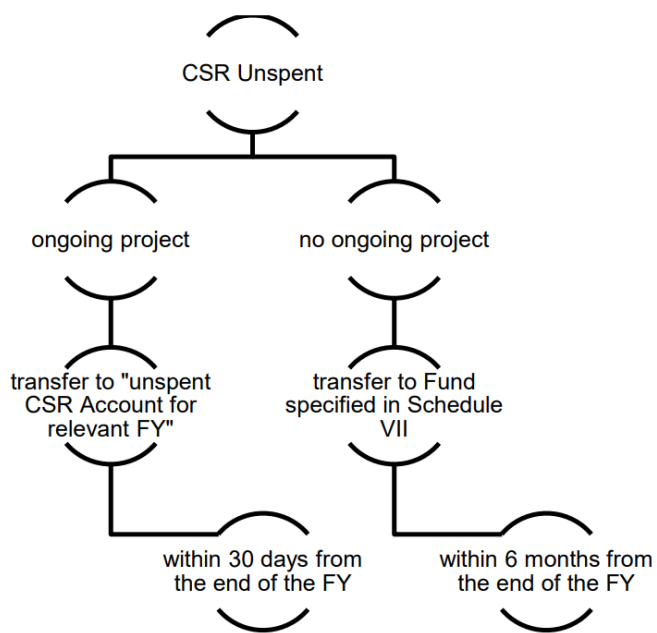 CSR Unspent
ongoing project
no ongoing project
transfer to "unspent
CSR Account for
relevant FY"
transfer to Fund
specified in Schedule
VII
within 30 days from
the end of the FY
within 6 months from
the end of the FY